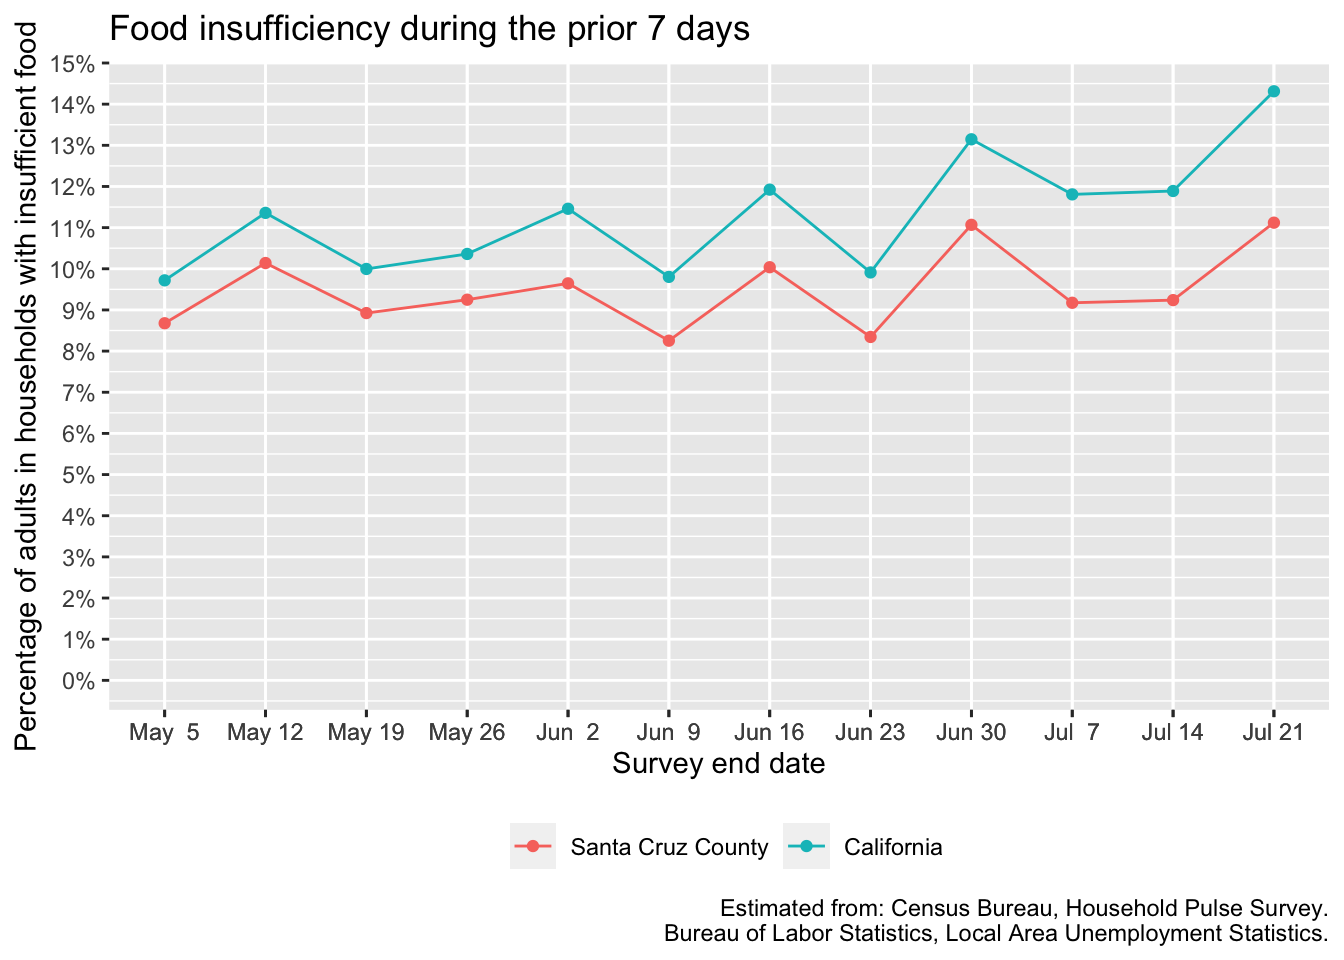 Food insufficiency during the prior 7 days
Percentage of adults in households with insufficient food
15%
14%
13%
12%
11%
10%
9%
8%
7%
6%
5%
4%
3%
2%
1%
0%
May  5 May 12 May 19 May 26 Jun  2 Jun  9 Jun 16 Jun 23 Jun 30 Jul  7 Jul 14 Jul 21
Survey end date
Santa Cruz County California
Estimated from: Census Bureau, Household Pulse Survey.
Bureau of Labor Statistics, Local Area Unemployment Statistics.